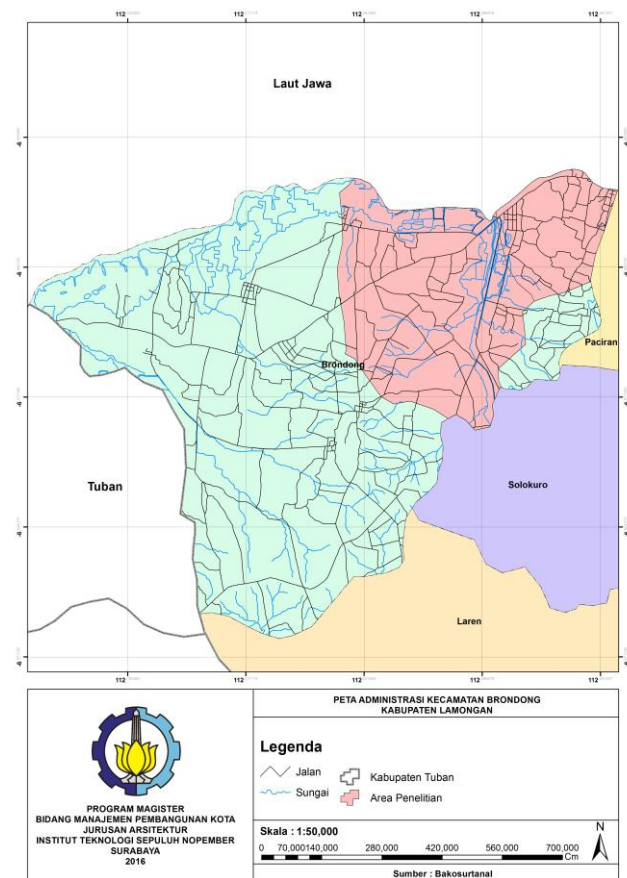 112
112
112
112
112
Laut Jawa
Paciran
Brondong
Tuban
Solokuro
Laren
112
112
112
112
112
PETA ADMINISTRASI KECAMATAN BRONDONG
KABUPATEN LAMONGAN
Legenda
Jalan
Kabupaten Tuban
Sungai
Area Penelitian
PROGRAM MAGISTER
BIDANG MANAJEMEN PEMBANGUNAN KOTA
JURUSAN ARSITEKTUR
INSTITUT TEKNOLOGI SEPULUH NOPEMBER
SURABAYA
2016
Skala : 1:50,000
N
0 70,000140,000 280,000 420,000 560,000 700,000
Cm
Sumber : Bakosurtanal